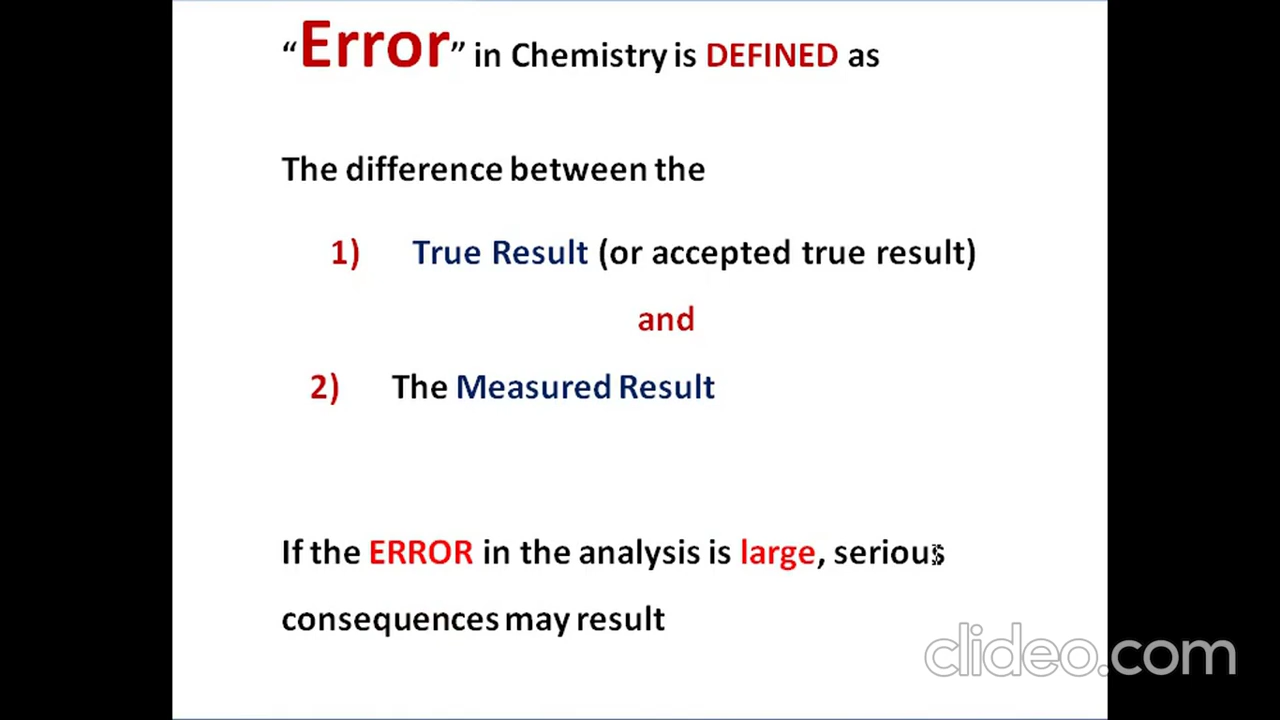 “Error” in Chemistry is DEFINED as
The difference between the
1) True Result (or accepted true result)
and
2) The Measured Result
If the ERROR in the analysis is large, serious
consequences may result
clideo.com